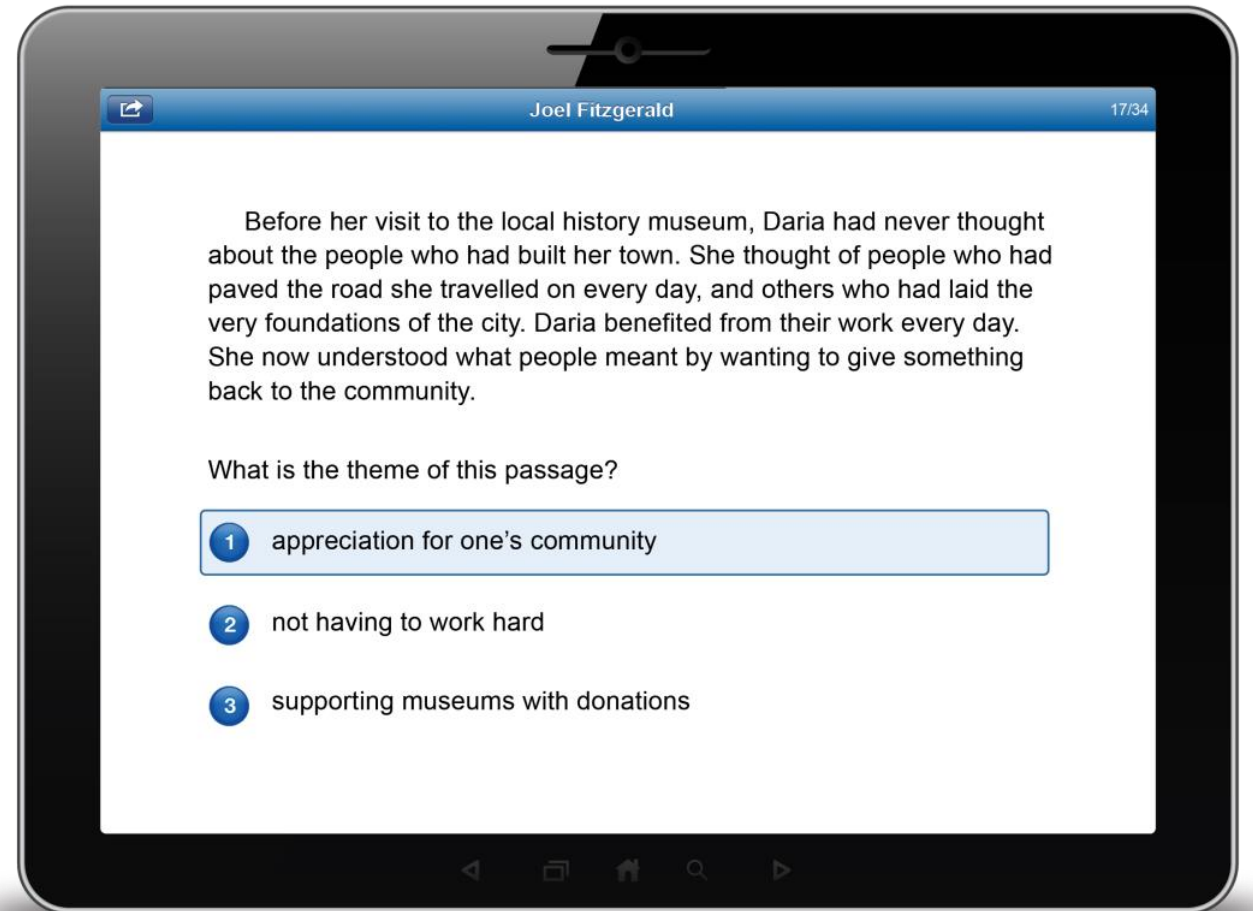 Joel Fitzgerald
17/34
Before her visit to the local history museum, Daria had never thought
about the people who had built her town. She thought of people who had
paved the road she travelled on every day, and others who had laid the
very foundations of the city. Daria benefited from their work every day.
She now understood what people meant by wanting to give something
back to the community.
What is the theme of this passage?
1 appreciation for one’s community
2 not having to work hard
3 supporting museums with donations